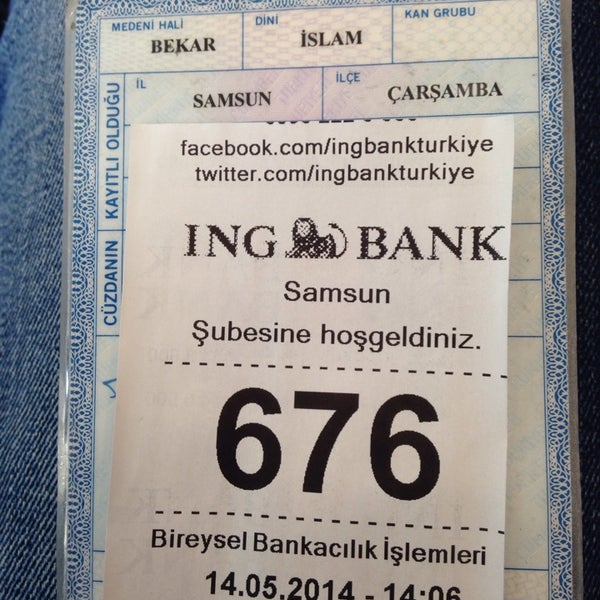 MEDENİ HALİ DİNİ KAN GRUBU
BEKAR İSLAM
İL İLÇE
SAMSUN ÇARŞAMBA
CÜZDANIN KAYITLI OLDUĞU
facebook.com/ingbankturkiye
twitter.com/ingbankturkiye
ING BANK
Samsun
Şubesine hoşgeldiniz.
676
Bireysel Bankacılık İşlemleri
14.05.2014 - 14:06